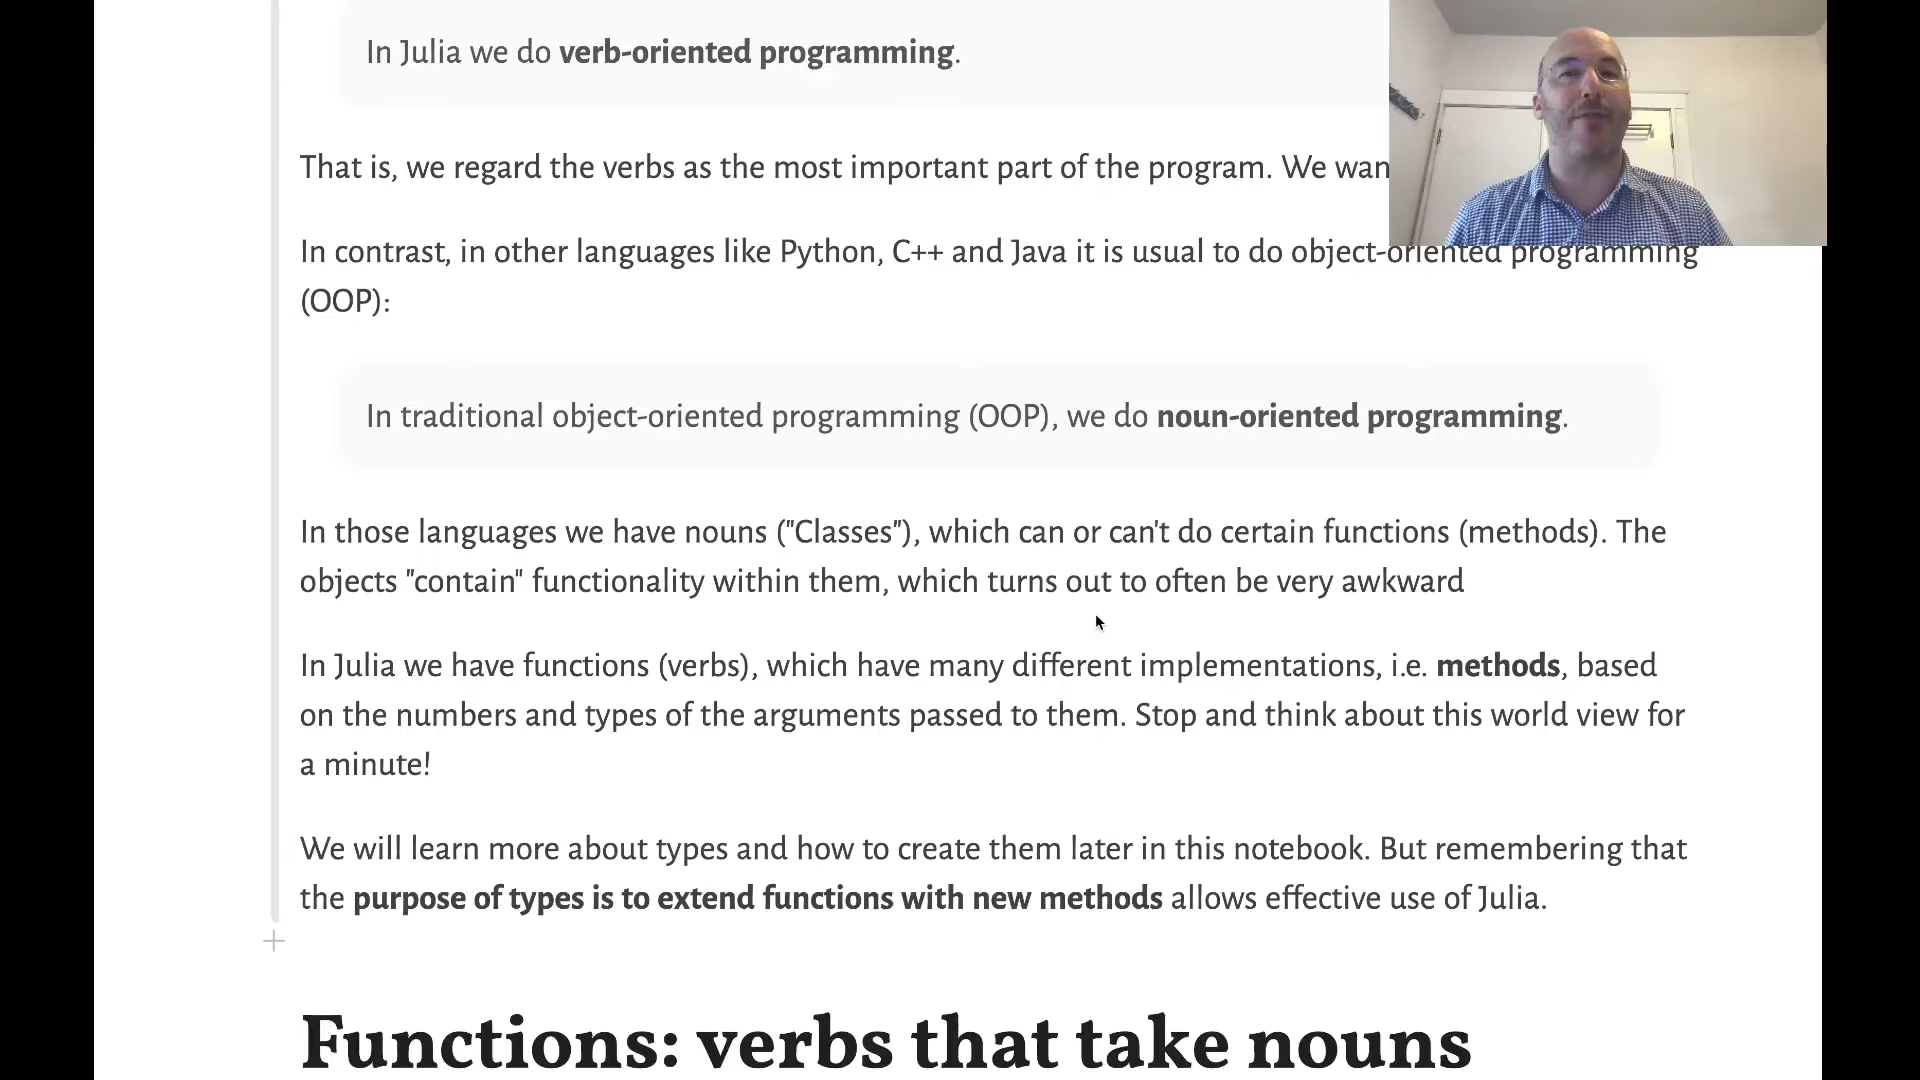 In Julia we do verb-oriented programming.
That is, we regard the verbs as the most important part of the program. We
In contrast, in other languages like Python, C++ and Java it is usual to do object-oriented programming
(OOP):
In traditional object-oriented programming (OOP), we do noun-oriented programming.
In those languages we have nouns ("Classes"), which can or can't do certain functions (methods). The
objects "contain" functionality within them, which turns out to often be very awkward
In Julia we have functions (verbs), which have many different implementations, i.e. methods, based
on the numbers and types of the arguments passed to them. Stop and think about this world view for
a minute!
We will learn more about types and how to create them later in this notebook. But remembering that
the purpose of types is to extend functions with new methods allows effective use of Julia.
Functions: verbs that take nouns